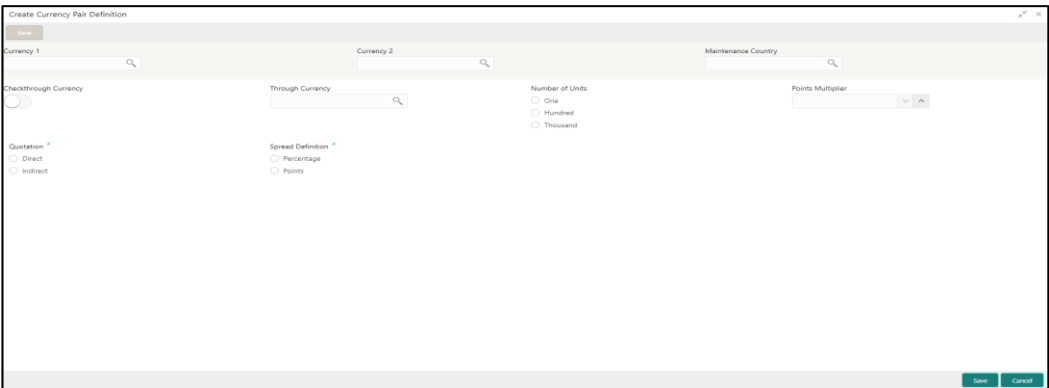 Create Currency Pair Definition
New
Currency 1 Currency 2 Maintenance Country
Checkthrough Currency Through Currency Number of Units Points Multiplier
One
Hundred
Thousand
Quotation * Spread Definition *
Direct Percentage
Indirect Points
Save Cancel